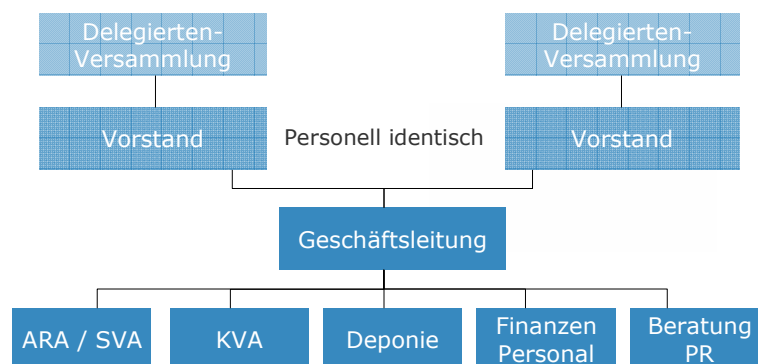 Delegierten-
Versammlung
Delegierten-
Versammlung
Vorstand
Personell identisch
Vorstand
Geschäftsleitung
ARA / SVA
KVA
Deponie
Finanzen
Personal
Beratung
PR